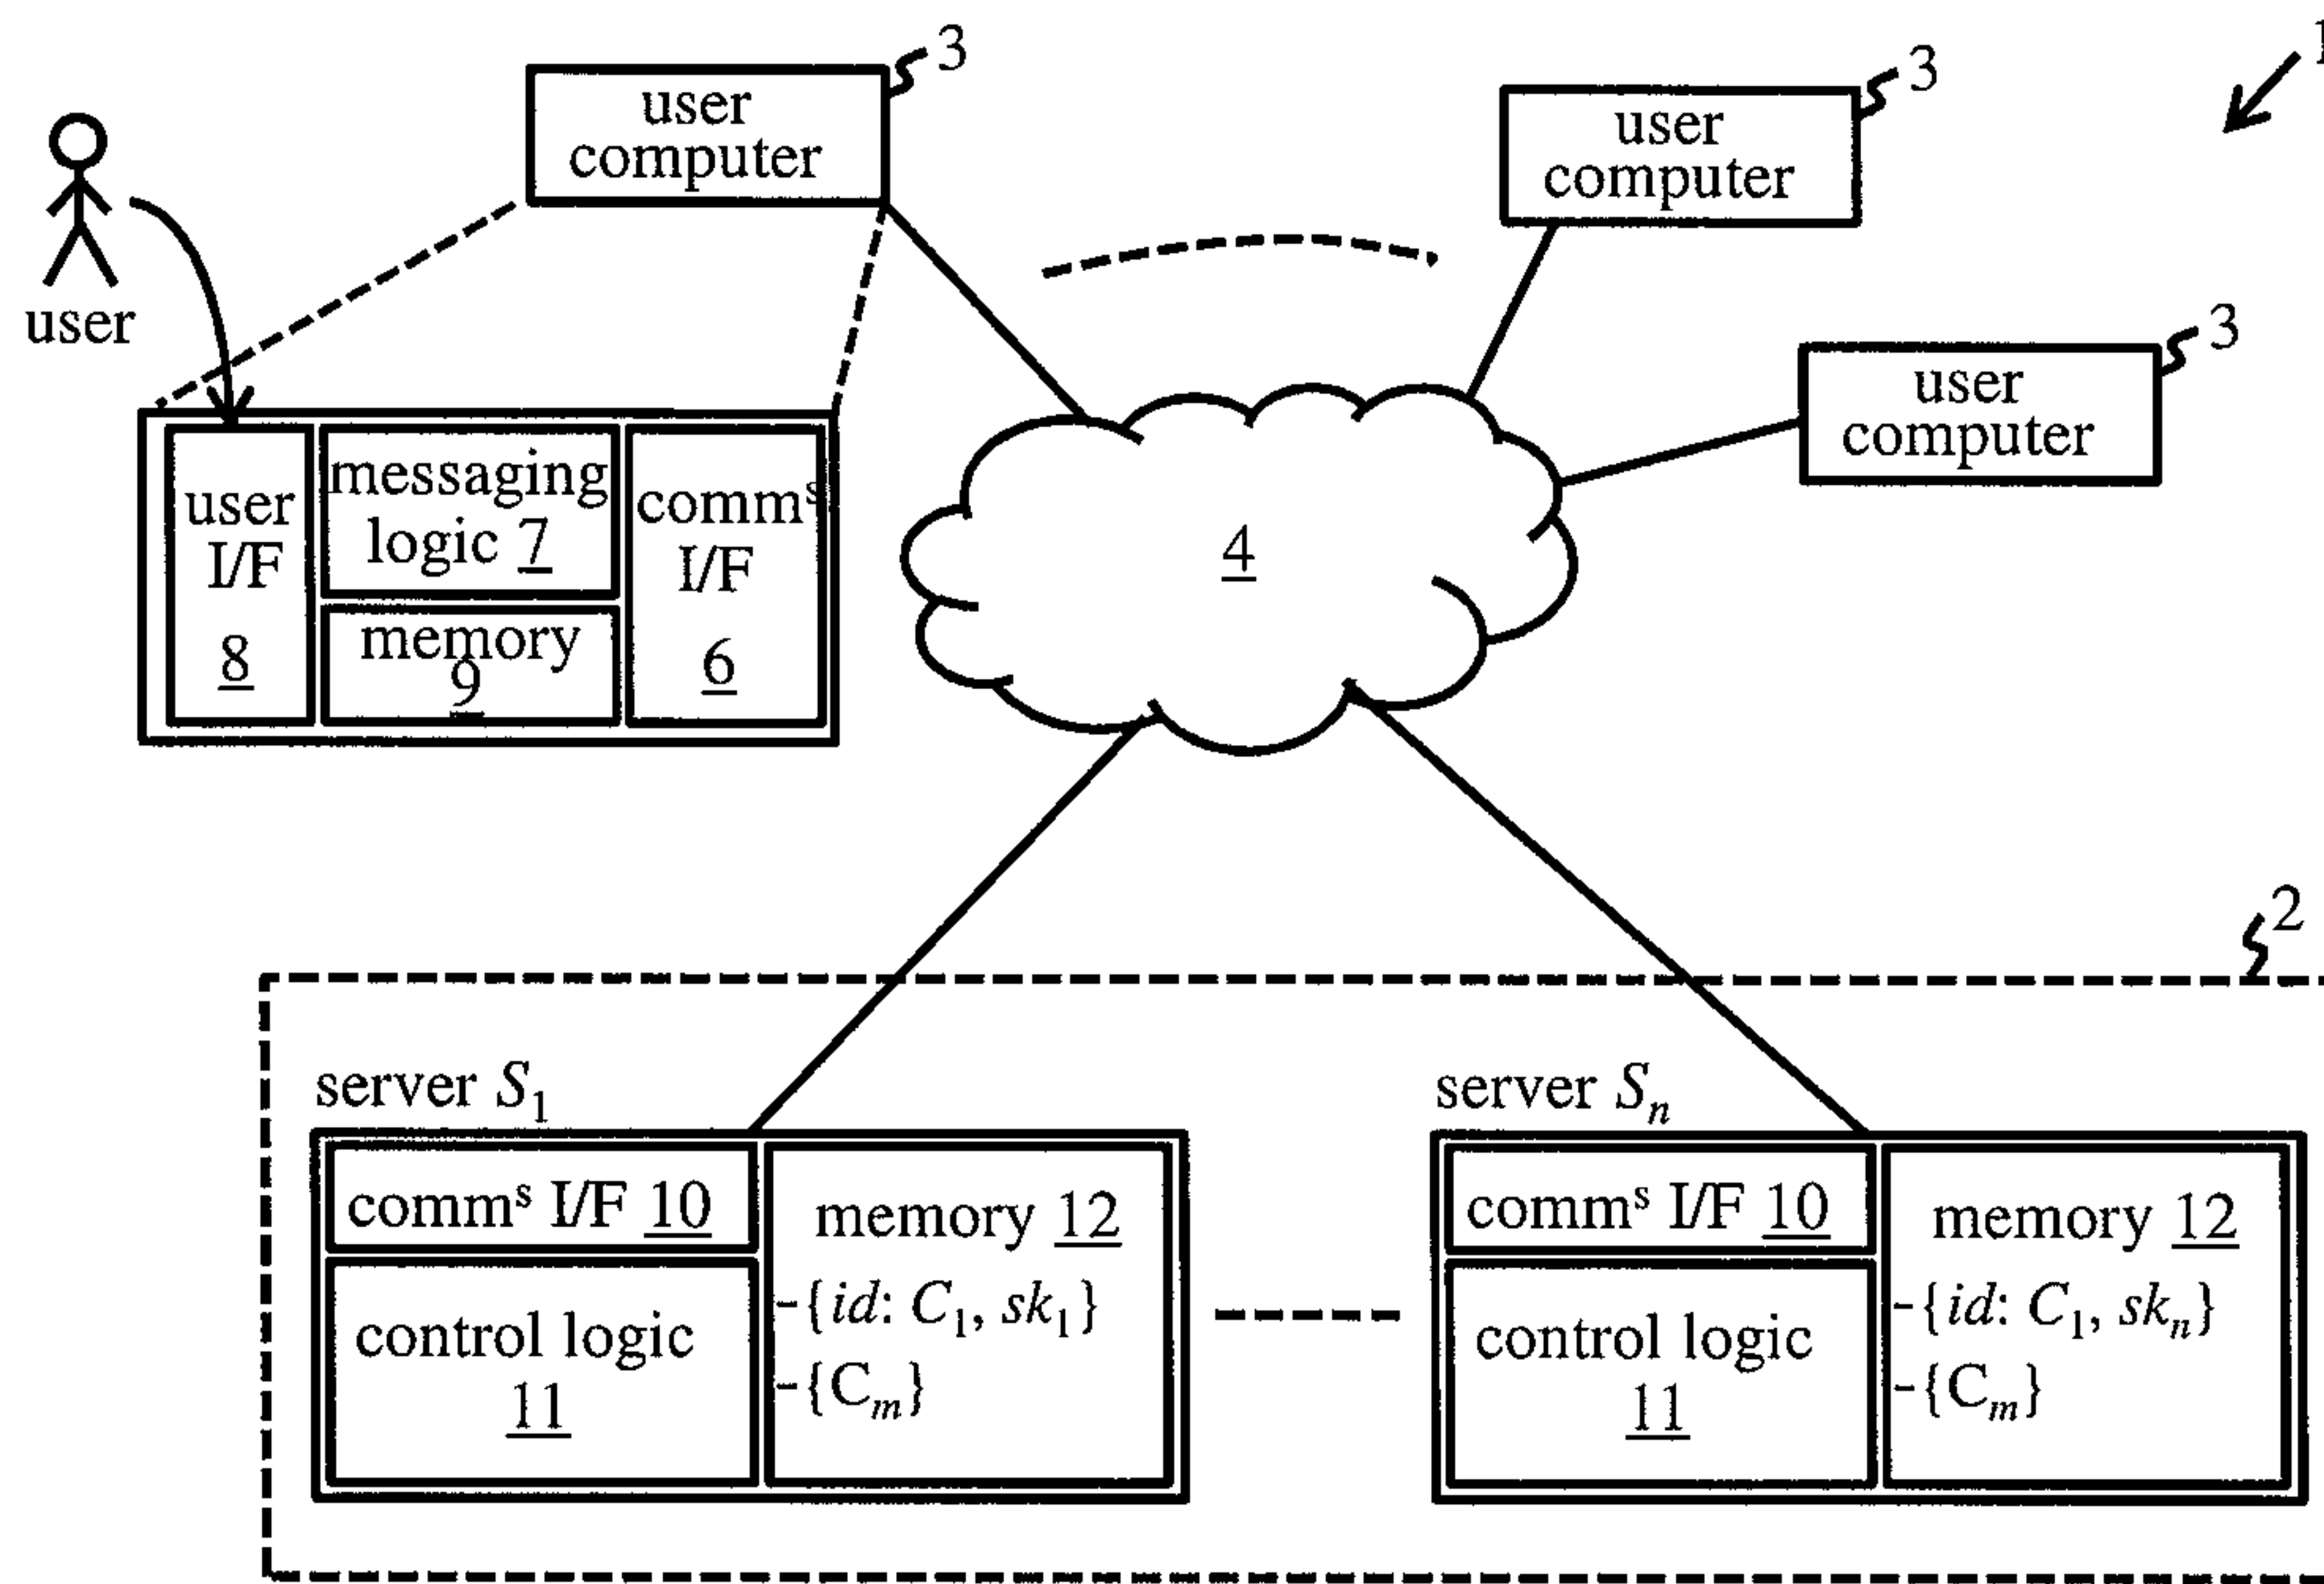 1
3
user
computer
3
user
computer
user
3
user
computer
user
I/F
8
messaging
logic 7
memory
9
commˢ
I/F
6
4
2
server S₁
commˢ I/F 10
control logic
11
memory 12
-{id: C₁, sk₁}
-{Cₘ}
server Sₙ
commˢ I/F 10
control logic
11
memory 12
-{id: C₁, skₙ}
-{Cₘ}